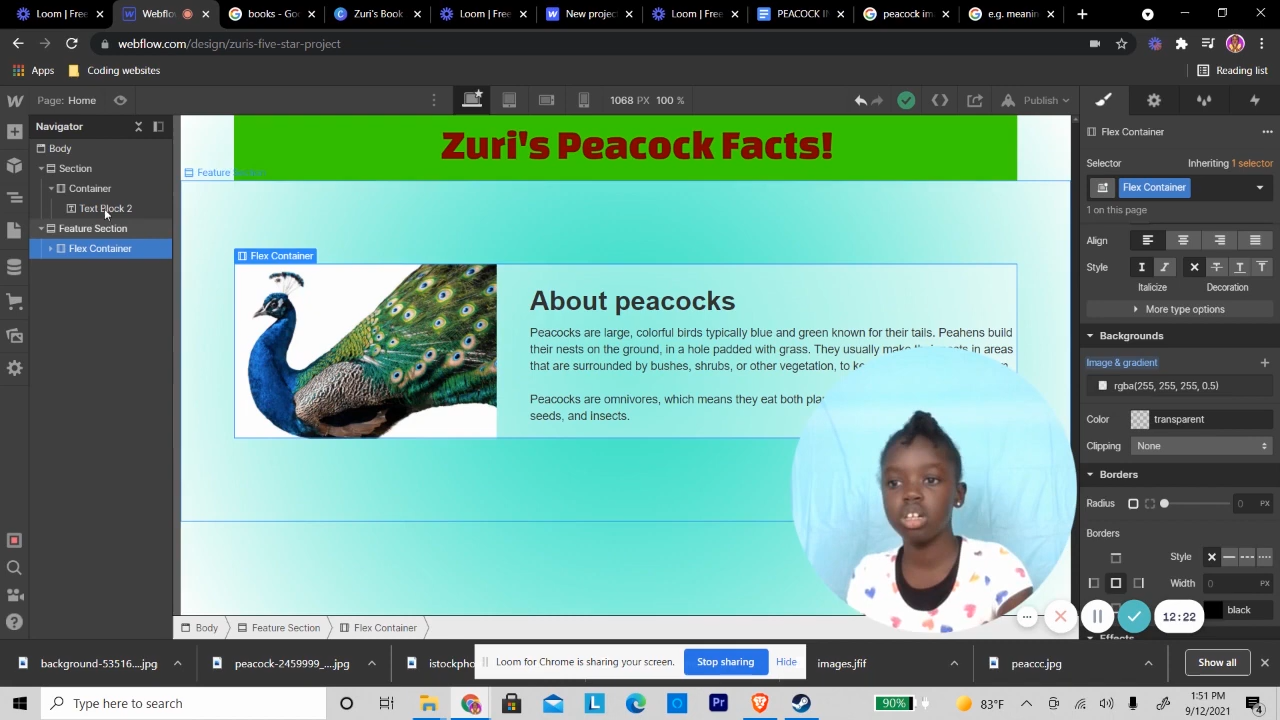 Loom | Free
Webflow
books - Go
Zuri's Book
Loom | Free
New project
Loom | Free
PEACOCK I
peacock im
e.g. meanin
webflow.com/design/zuris-five-star-project
Apps
Coding websites
Reading list
Page: Home
1068 PX 100 %
Publish
Navigator
Body
Section
Container
Text Block 2
Feature Section
Flex Container
Zuri's Peacock Facts!
Feature Section
Flex Container
About peacocks
Peacocks are large, colorful birds typically blue and green known for their tails. Peahens build
their nests on the ground, in a hole padded with grass. They usually make their nests in areas
that are surrounded by bushes, shrubs, or other vegetation, to
Peacocks are omnivores, which means they eat both
seeds, and insects.
Flex Container
Selector
Inheriting 1 selector
Flex Container
1 on this page
Align
Style
Italicize
Decoration
More type options
Backgrounds
Image & gradient
rgba(255, 255, 255, 0.5)
Color
transparent
Clipping
None
Borders
Radius
0 PX
Borders
Style
Width
0 PX
black
Effects
12:22
Body
Feature Section
Flex Container
background-53516....jpg
peacock-2459999_....jpg
istockpho
Loom for Chrome is sharing your screen.
Stop sharing
Hide
images.jfif
peaccc.jpg
Show all
Type here to search
L
Pr
90%
83°F
1:51 PM
9/12/2021
4